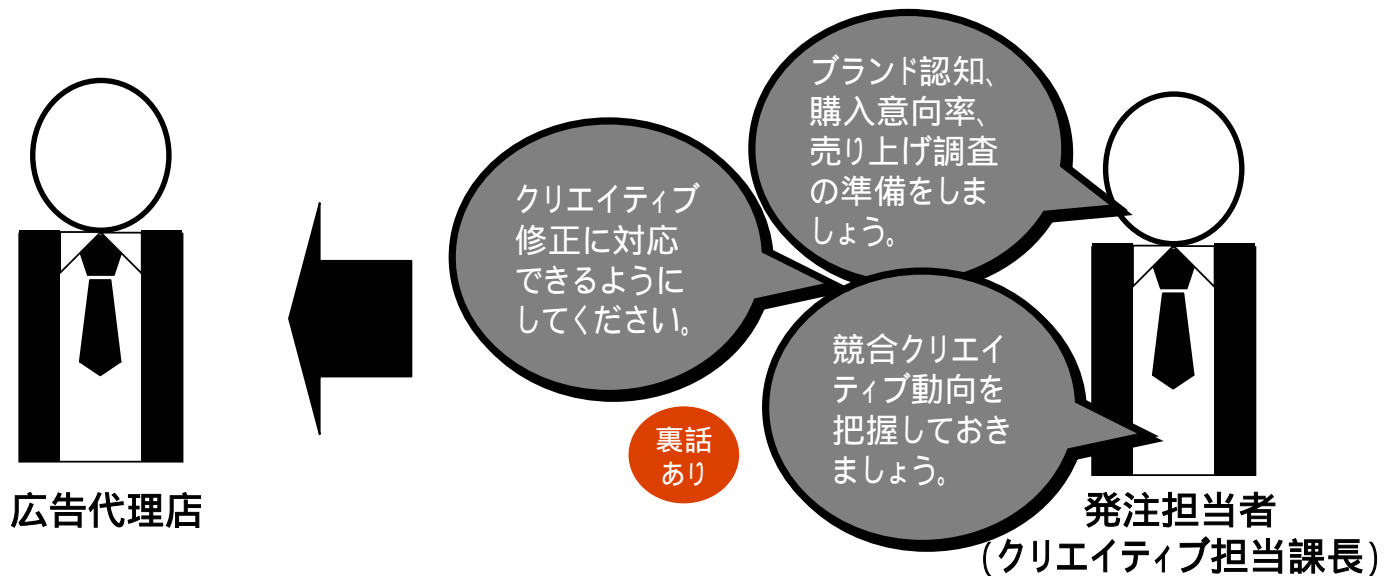 ブランド認知、
購入意向率、
売り上げ調査
の準備をしま
しょう。
クリエイティブ
修正に対応
できるように
してください。
競合クリエイ
ティブ動向を
把握しておき
ましょう。
裏話
あり
広告代理店
発注担当者
(クリエイティブ担当課長)